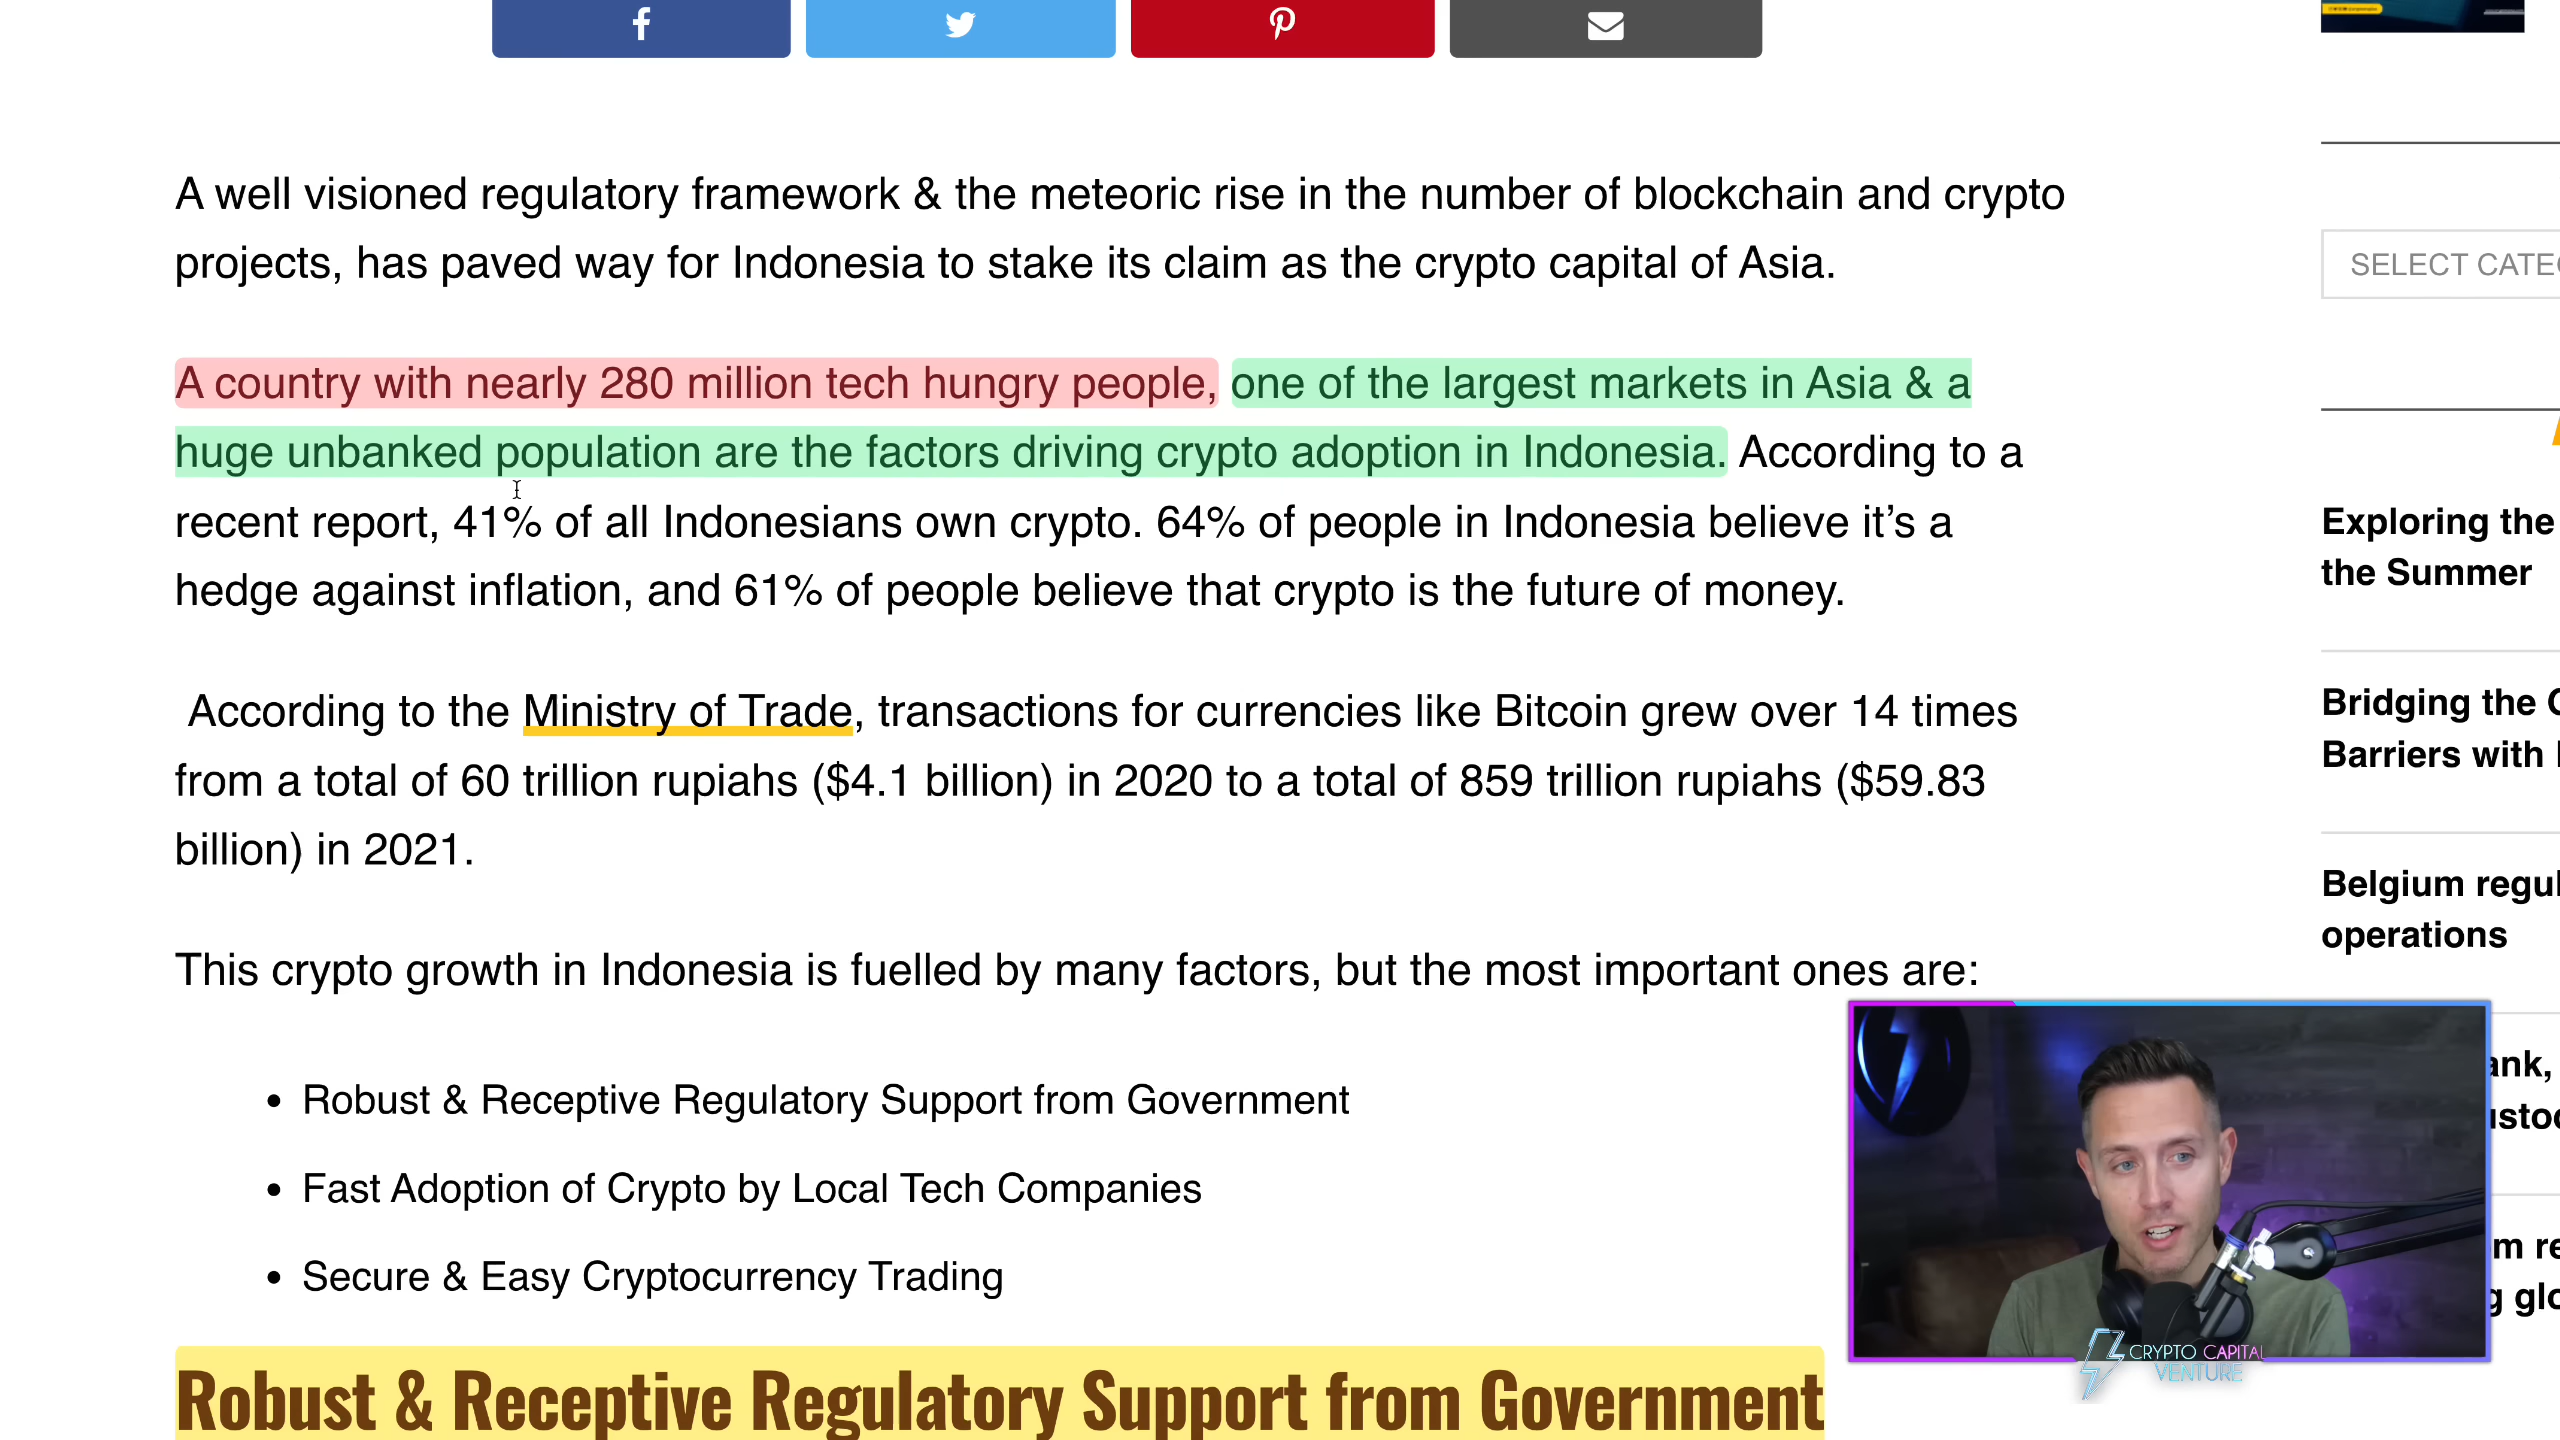 A well visioned regulatory framework & the meteoric rise in the number of blockchain and crypto
projects, has paved way for Indonesia to stake its claim as the crypto capital of Asia.
A country with nearly 280 million tech hungry people, one of the largest markets in Asia & a
huge unbanked population are the factors driving crypto adoption in Indonesia. According to a
recent report, 41% of all Indonesians own crypto. 64% of people in Indonesia believe it’s a
hedge against inflation, and 61% of people believe that crypto is the future of money.
According to the Ministry of Trade, transactions for currencies like Bitcoin grew over 14 times
from a total of 60 trillion rupiahs ($4.1 billion) in 2020 to a total of 859 trillion rupiahs ($59.83
billion) in 2021.
This crypto growth in Indonesia is fuelled by many factors, but the most important ones are:
• Robust & Receptive Regulatory Support from Government
• Fast Adoption of Crypto by Local Tech Companies
• Secure & Easy Cryptocurrency Trading
Robust & Receptive Regulatory Support from Government
SELECT
Exploring the
the Summer
Bridging the
Barriers with
Belgium
operations
CRYPTO CAPITAL
VENTURE